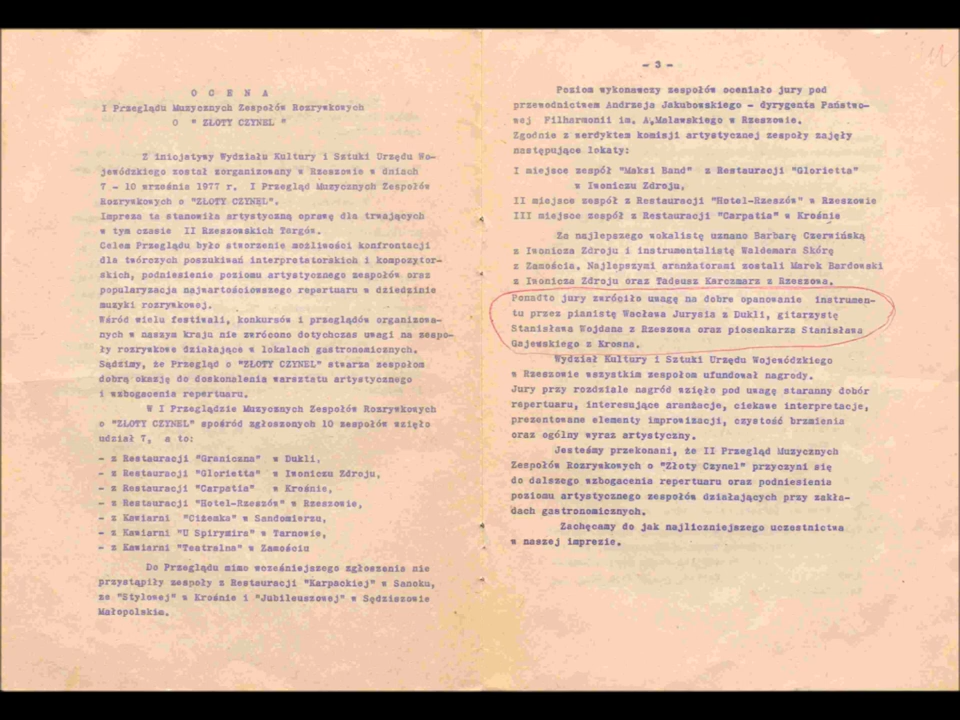 O C E N A
I Przeglądu Muzycznych Zespołów Rozrywkowych
O " ZŁOTY CZYNEL "
Z inicjatywy Wydziału Kultury i Sztuki Urzędu Wo-
jewódzkiego został zorganizowany w Rzeszowie w dniach
7 - 10 września 1977 r. I Przegląd Muzycznych Zespołów
Rozrywkowych o "ZŁOTY CZYNEL".
Impreza ta stanowiła artystyczną oprawę dla trwających
w tym czasie II Rzeszowskich Targów.
Celem Przeglądu było stworzenie możliwości konfrontacji
dla twórczych poszukiwań interpretatorskich i kompozytor-
skich, podniesienie poziomu artystycznego zespołów oraz
popularyzacja najwartościowszego repertuaru w dziedzinie
muzyki rozrywkowej.
Wśród wielu festiwali, konkursów i przeglądów organizowa-
nych w naszym kraju nie zwrócono dotychczas uwagi na zespo-
ły rozrywkowe działające w lokalach gastronomicznych.
Sądzimy, że Przegląd o "ZŁOTY CZYNEL" stwarza zespołom
dobrą okazję do doskonalenia warsztatu artystycznego
i wzbogacenia repertuaru.
W I Przeglądzie Muzycznych Zespołów Rozrywkowych
o "ZŁOTY CZYNEL" spośród zgłoszonych 10 zespołów wzięło
udział 7, a to:
- z Restauracji "Graniczna" w Dukli,
- z Restauracji "Glorietta" w Iwoniczu Zdroju,
- z Restauracji "Carpatia" w Krośnie,
- z Restauracji "Hotel-Rzeszów" w Rzeszowie,
- z Kawiarni "Ciżemka" w Sandomierzu,
- z Kawiarni "U Spirymira" w Tarnowie,
- z Kawiarni "Teatralna" w Zamościu
Do Przeglądu mimo wcześniejszego zgłoszenia nie
przystąpiły zespoły z Restauracji "Karpackiej" w Sanoku,
ze "Stylowej" w Krośnie i "Jubileuszowej" w Sędziszowie
Małopolskim.
- 3 -
Poziom wykonawczy zespołów oceniało jury pod
przewodnictwem Andrzeja Jakubowskiego - dyrygenta Państwo-
wej Filharmonii im. A,Malawskiego w Rzeszowie.
Zgodnie z werdyktem komisji artystycznej zespoły zajęły
następujące lokaty:
I miejsce zespół "Maksi Band" z Restauracji "Glorietta"
w Iwoniczu Zdroju,
II miejsce zespół z Restauracji "Hotel-Rzeszów" w Rzeszowie
III miejsce zespół z Restauracji "Carpatia" w Krośnie
Za najlepszego wokalistę uznano Barbarę Czerwińską
z Iwonicza Zdroju i instrumentalistę Waldemara Skórę
z Zamościa. Najlepszymi aranżatorami zostali Marek Bardowski
z Iwonicza Zdroju oraz Tadeusz Karczmarz z Rzeszowa.
Ponadto jury zwróciło uwagę na dobre opanowanie instrumen-
tu przez pianistę Wacława Jurysia z Dukli, gitarzystę
Stanisława Wojdana z Rzeszowa oraz piosenkarza Stanisława
Gajewskiego z Krosna.
Wydział Kultury i Sztuki Urzędu Wojewódzkiego
w Rzeszowie wszystkim zespołom ufundował nagrody.
Jury przy rozdziale nagród wzięło pod uwagę staranny dobór
repertuaru, interesujące aranżacje, ciekawe interpretacje,
prezentowane elementy improwizacji, czystość brzmienia
oraz ogólny wyraz artystyczny.
Jesteśmy przekonani, że II Przegląd Muzycznych
Zespołów Rozrywkowych o "Złoty Czynel" przyczyni się
do dalszego wzbogacenia repertuaru oraz podniesienia
poziomu artystycznego zespołów działających przy zakła-
dach gastronomicznych.
Zachęcamy do jak najliczniejszego uczestnictwa
w naszej imprezie.